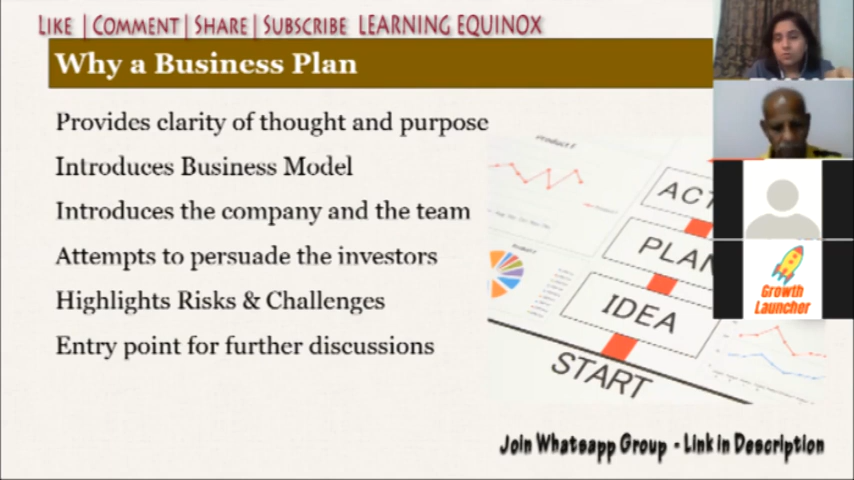 LIKE | COMMENT | SHARE | SUBSCRIBE LEARNING EQUINOX
Why a Business Plan
Provides clarity of thought and purpose
Introduces Business Model
Introduces the company and the team
Attempts to persuade the investors
Highlights Risks & Challenges
Entry point for further discussions
ACT
PLAN
IDEA
START
Growth
Launcher
Join Whatsapp Group - Link in Description